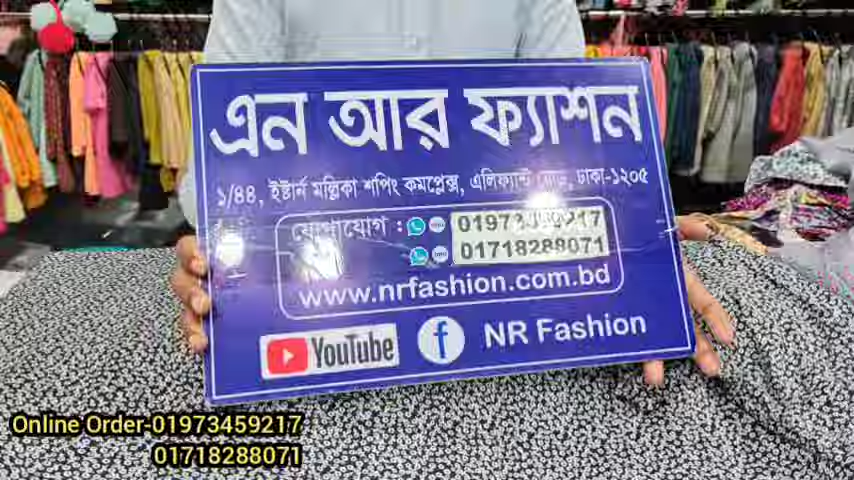 এন আর ফ্যাশন
১/৪৪, ইষ্টার্ন মল্লিকা শপিং কমপ্লেক্স, এলিফ্যান্ট রোড, ঢাকা-১২০৫
যোগাযোগ :
01718288071
www.nrfashion.com.bd
YouTube f NR Fashion
Online Order-01973459217
01718288071